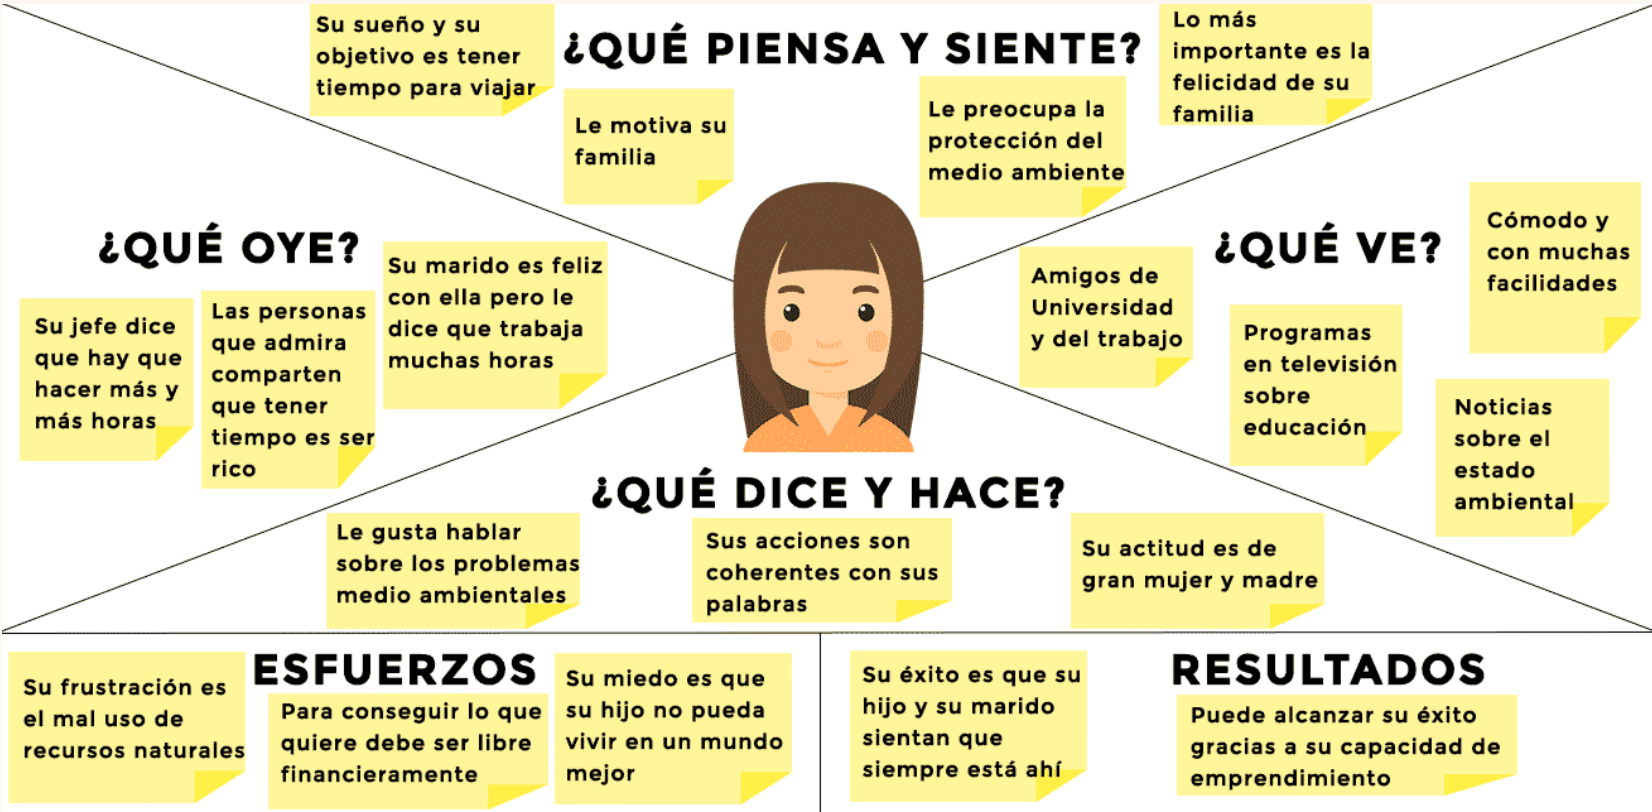 Su sueño y su
objetivo es tener
tiempo para viajar
¿QUÉ PIENSA Y SIENTE?
Le motiva su
familia
Le preocupa la
protección del
medio ambiente
Lo más
importante es la
felicidad de su
familia
¿QUÉ OYE?
Su jefe dice
que hay que
hacer más y
más horas
Las personas
que admira
comparten
que tener
tiempo es ser
rico
Su marido es feliz
con ella pero le
dice que trabaja
muchas horas
¿QUÉ VE?
Amigos de
Universidad
y del trabajo
Programas
en televisión
sobre
educación
Cómodo y
con muchas
facilidades
Noticias
sobre el
estado
ambiental
¿QUÉ DICE Y HACE?
Le gusta hablar
sobre los problemas
medio ambientales
Sus acciones son
coherentes con sus
palabras
Su actitud es de
gran mujer y madre
ESFUERZOS
Su frustración es
el mal uso de
recursos naturales
Para conseguir lo que
quiere debe ser libre
financieramente
Su miedo es que
su hijo no pueda
vivir en un mundo
mejor
RESULTADOS
Su éxito es que su
hijo y su marido
sientan que
siempre está ahí
Puede alcanzar su éxito
gracias a su capacidad de
emprendimiento